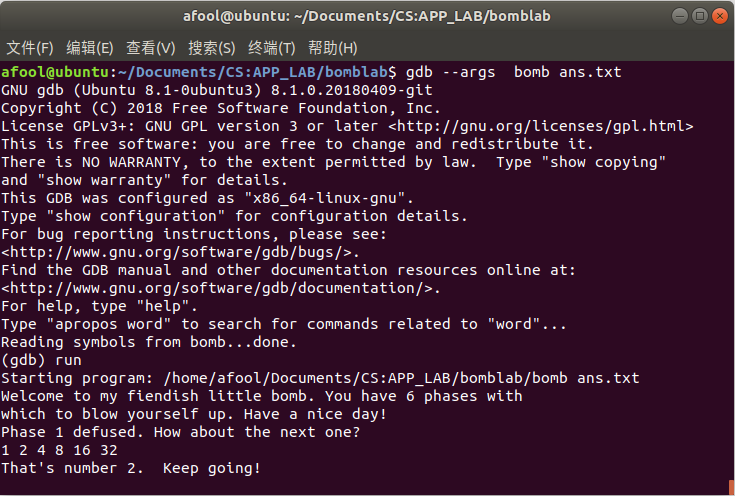 afool@ubuntu: ~/Documents/CS:APP_LAB/bomblab
文件(F) 编辑(E) 查看(V) 搜索(S) 终端(T) 帮助(H)
afool@ubuntu:~/Documents/CS:APP_LAB/bomblab$ gdb --args  bomb ans.txt
GNU gdb (Ubuntu 8.1-0ubuntu3) 8.1.0.20180409-git
Copyright (C) 2018 Free Software Foundation, Inc.
License GPLv3+: GNU GPL version 3 or later <http://gnu.org/licenses/gpl.html>
This is free software: you are free to change and redistribute it.
There is NO WARRANTY, to the extent permitted by law.  Type "show copying"
and "show warranty" for details.
This GDB was configured as "x86_64-linux-gnu".
Type "show configuration" for configuration details.
For bug reporting instructions, please see:
<http://www.gnu.org/software/gdb/bugs/>.
Find the GDB manual and other documentation resources online at:
<http://www.gnu.org/software/gdb/documentation/>.
For help, type "help".
Type "apropos word" to search for commands related to "word"...
Reading symbols from bomb...done.
(gdb) run
Starting program: /home/afool/Documents/CS:APP_LAB/bomblab/bomb ans.txt
Welcome to my fiendish little bomb. You have 6 phases with
which to blow yourself up. Have a nice day!
Phase 1 defused. How about the next one?
1 2 4 8 16 32
That's number 2.  Keep going!